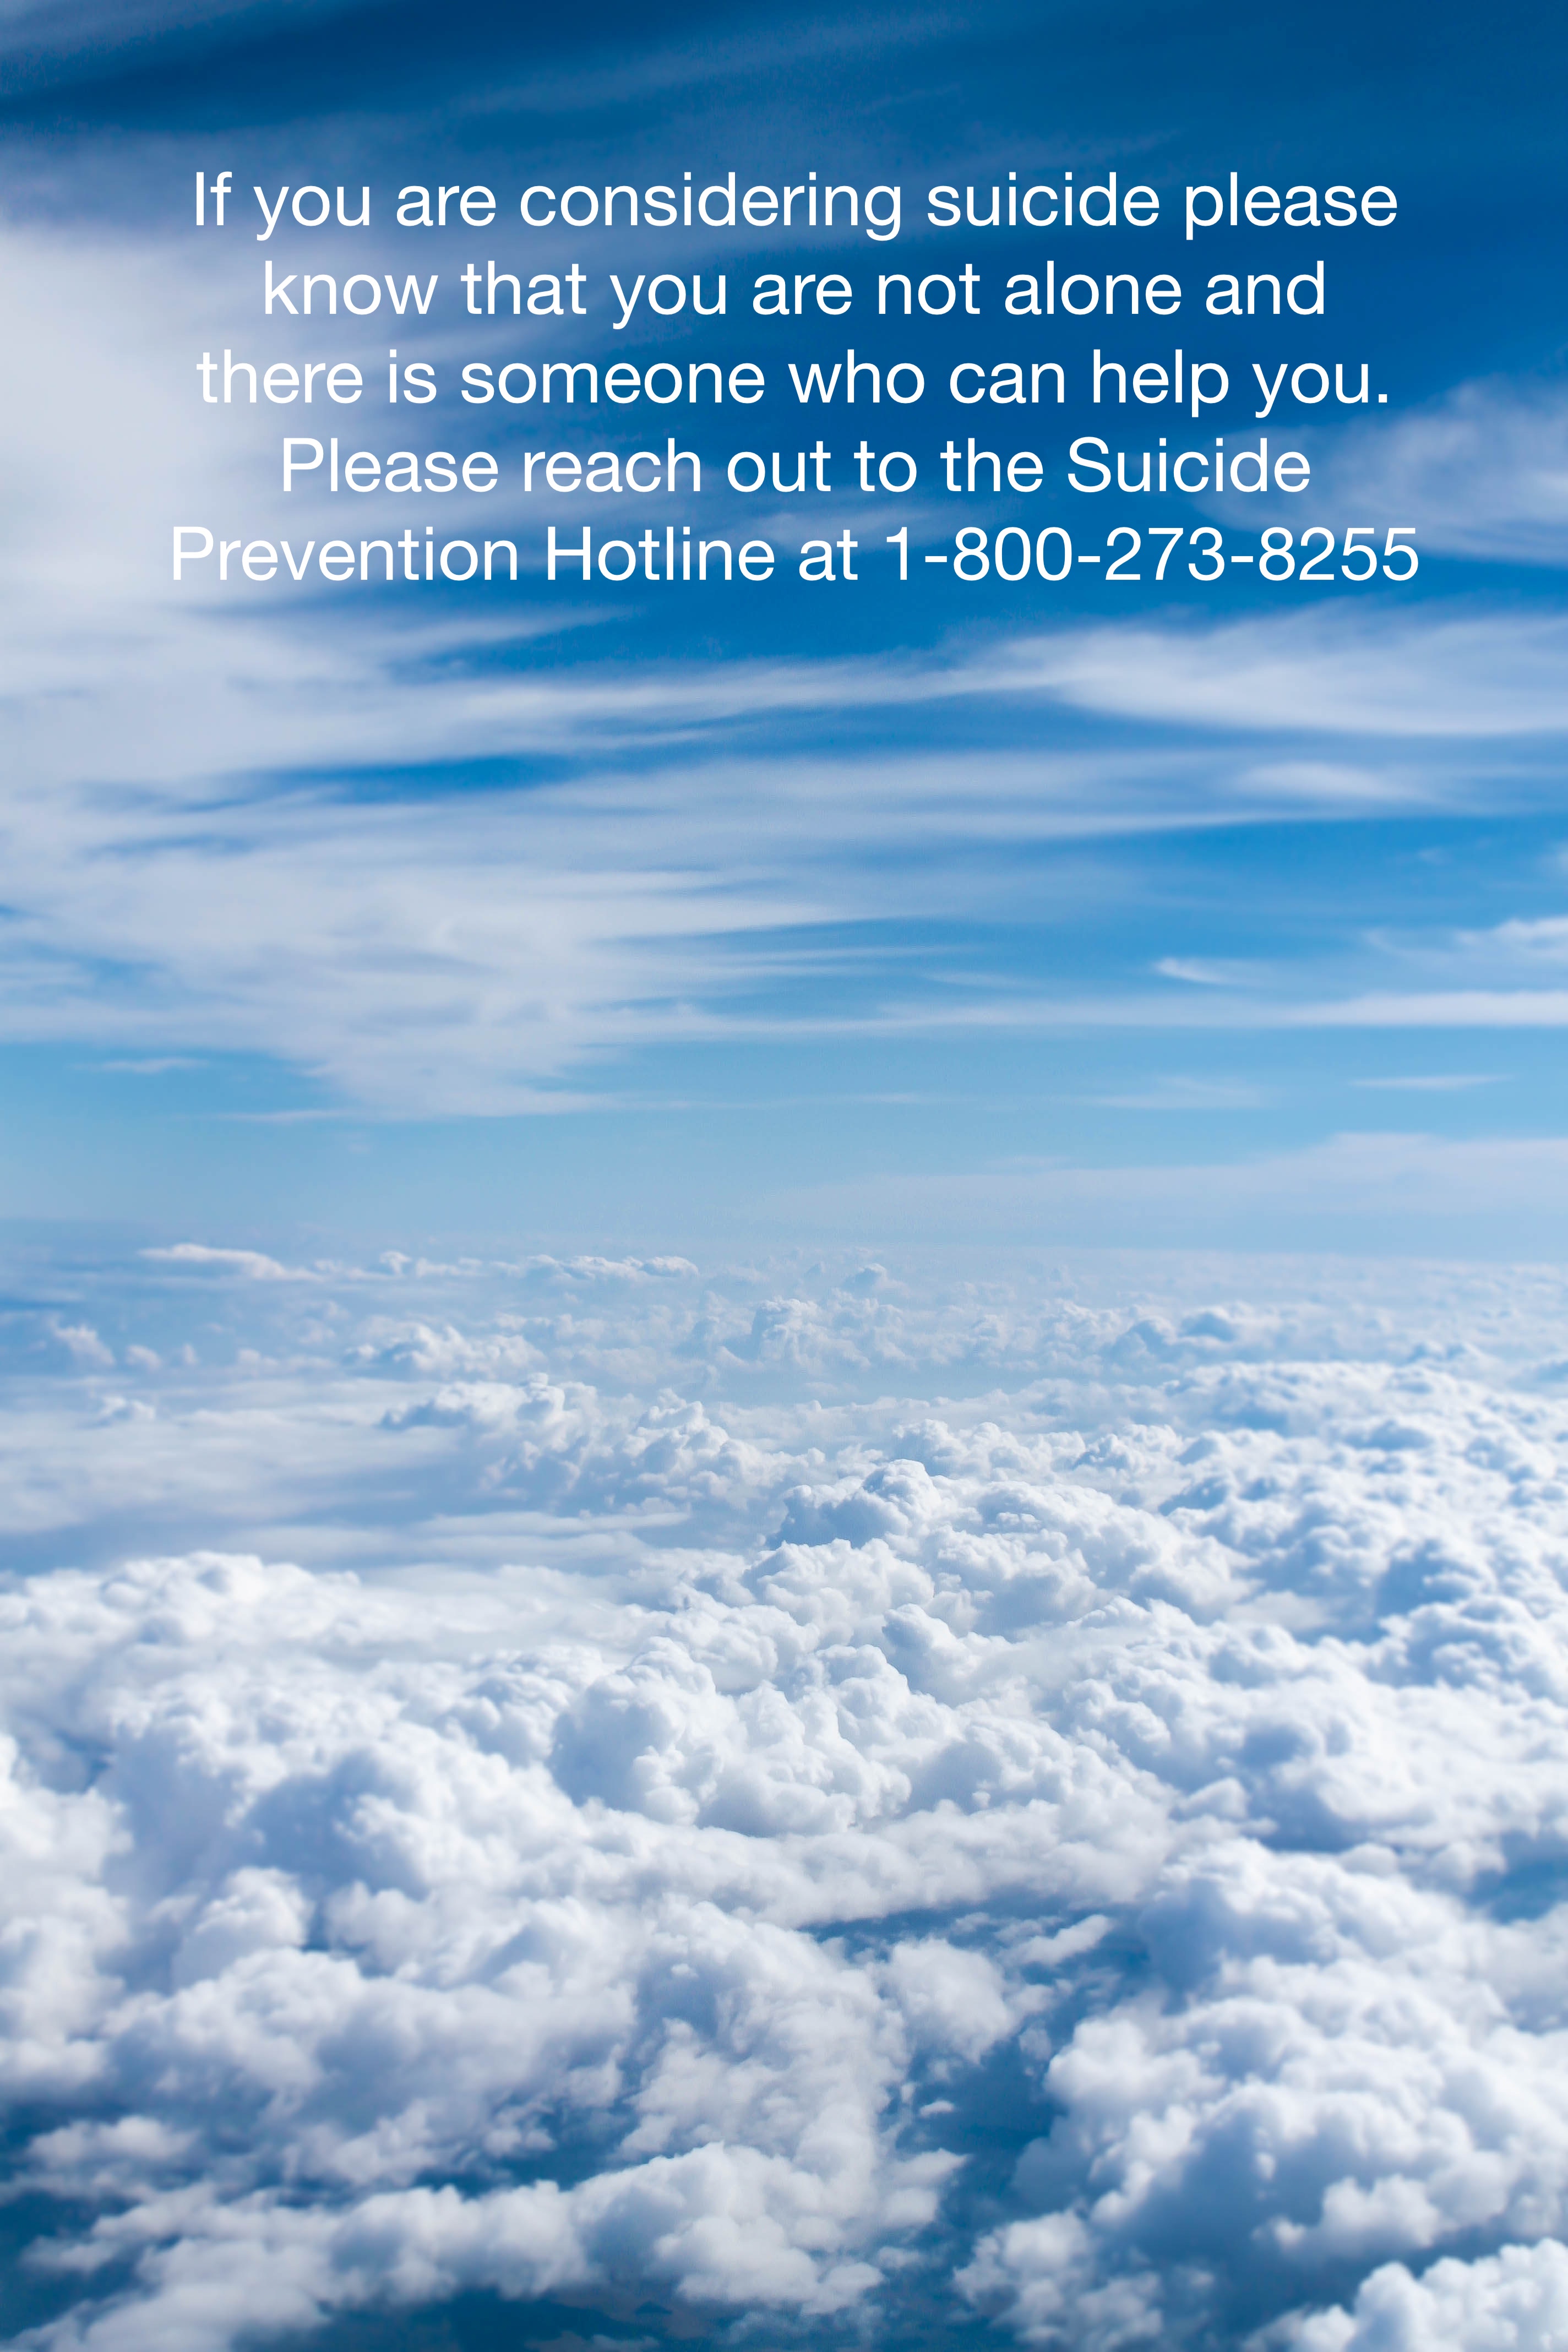 If you are considering suicide please
know that you are not alone and
there is someone who can help you.
Please reach out to the Suicide
Prevention Hotline at 1-800-273-8255